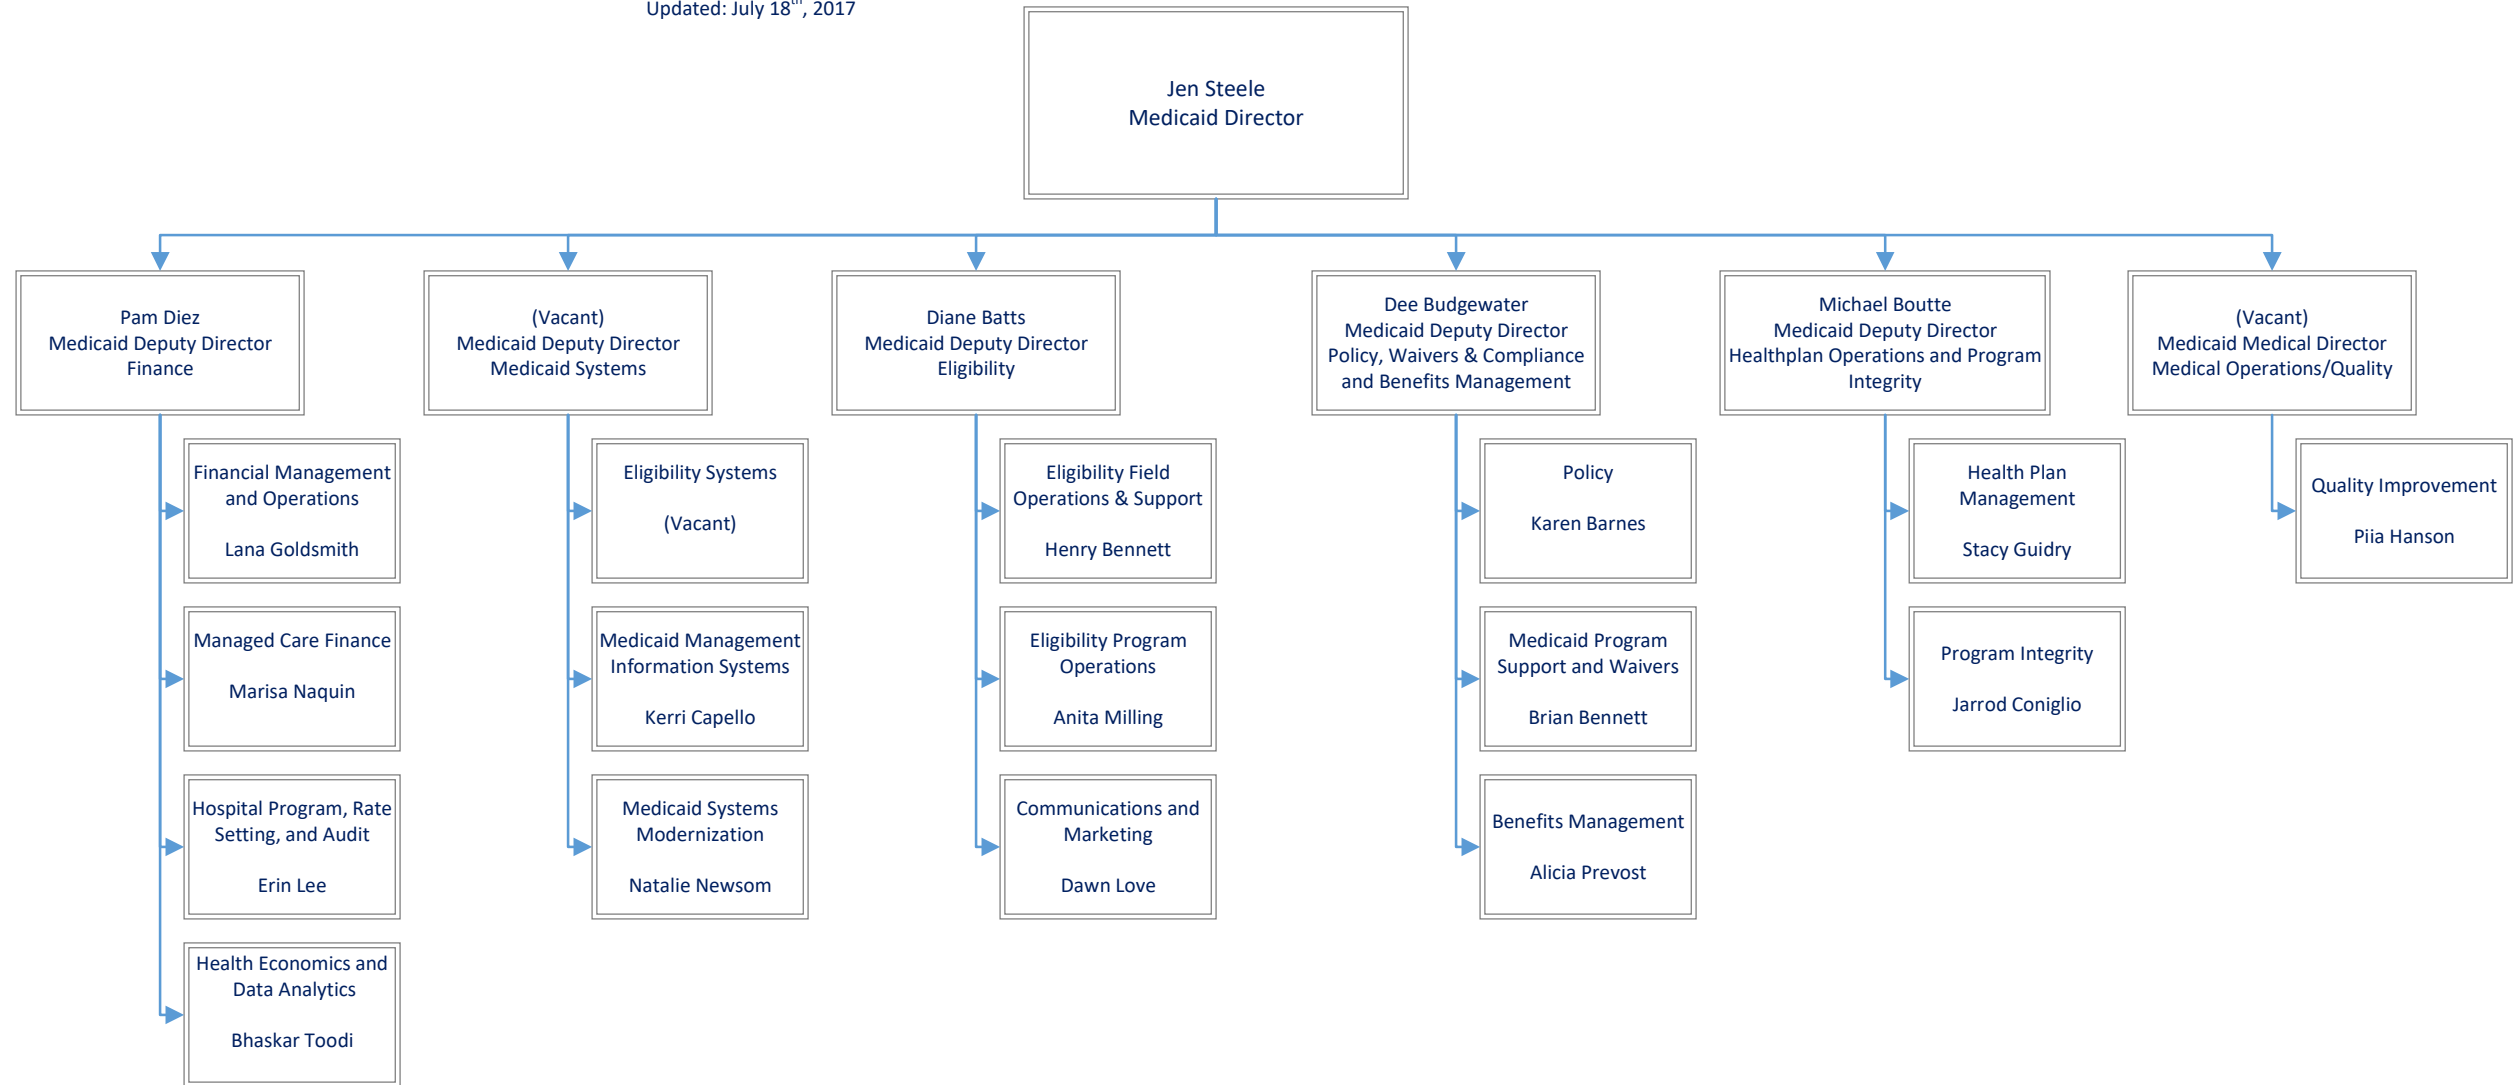 Updated: July 18th, 2017
Jen Steele
Medicaid Director
Pam Diez
Medicaid Deputy Director
Finance
(Vacant)
Medicaid Deputy Director
Medicaid Systems
Diane Batts
Medicaid Deputy Director
Eligibility
Dee Budgewater
Medicaid Deputy Director
Policy, Waivers & Compliance
and Benefits Management
Michael Boutte
Medicaid Deputy Director
Healthplan Operations and Program
Integrity
(Vacant)
Medicaid Medical Director
Medical Operations/Quality
Financial Management
and Operations
Lana Goldsmith
Eligibility Systems
(Vacant)
Eligibility Field
Operations & Support
Henry Bennett
Policy
Karen Barnes
Health Plan
Management
Stacy Guidry
Quality Improvement
Piia Hanson
Managed Care Finance
Marisa Naquin
Medicaid Management
Information Systems
Kerri Capello
Eligibility Program
Operations
Anita Milling
Medicaid Program
Support and Waivers
Brian Bennett
Program Integrity
Jarrod Coniglio
Hospital Program, Rate
Setting, and Audit
Erin Lee
Medicaid Systems
Modernization
Natalie Newsom
Communications and
Marketing
Dawn Love
Benefits Management
Alicia Prevost
Health Economics and
Data Analytics
Bhaskar Toodi